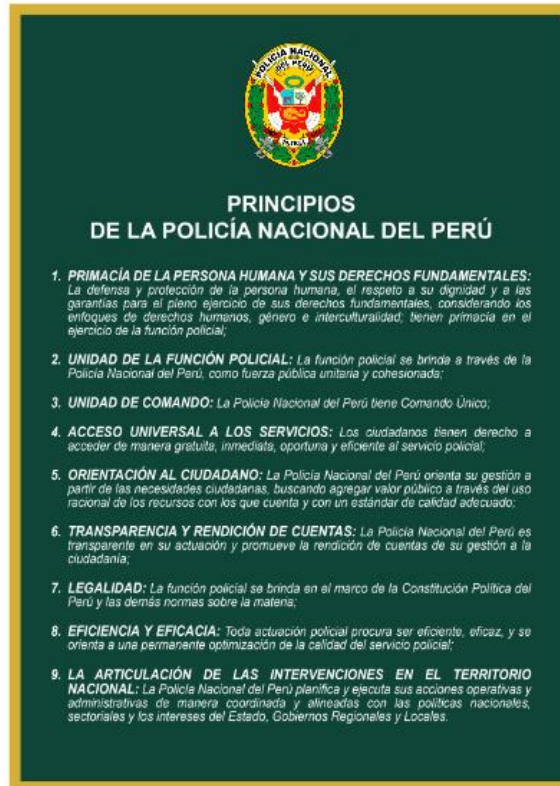 POLICÍA NACIONAL
DEL PERÚ
PATRIA
PRINCIPIOS
DE LA POLICÍA NACIONAL DEL PERÚ
1. PRIMACÍA DE LA PERSONA HUMANA Y SUS DERECHOS FUNDAMENTALES:
La defensa y protección de la persona humana, el respeto a su dignidad y a las
garantías para el pleno ejercicio de sus derechos fundamentales, considerando los
enfoques de derechos humanos, género e interculturalidad; tienen primacía en el
ejercicio de la función policial;
2. UNIDAD DE LA FUNCIÓN POLICIAL: La función policial se brinda a través de la
Policía Nacional del Perú, como fuerza pública unitaria y cohesionada;
3. UNIDAD DE COMANDO: La Policía Nacional del Perú tiene Comando Único;
4. ACCESO UNIVERSAL A LOS SERVICIOS: Los ciudadanos tienen derecho a
acceder de manera gratuita, inmediata, oportuna y eficiente al servicio policial;
5. ORIENTACIÓN AL CIUDADANO: La Policía Nacional del Perú orienta su gestión a
partir de las necesidades ciudadanas, buscando agregar valor público a través del uso
racional de los recursos con los que cuenta y con un estándar de calidad adecuado;
6. TRANSPARENCIA Y RENDICIÓN DE CUENTAS: La Policía Nacional del Perú es
transparente en su actuación y promueve la rendición de cuentas de su gestión a la
ciudadanía;
7. LEGALIDAD: La función policial se brinda en el marco de la Constitución Política del
Perú y las demás normas sobre la materia;
8. EFICIENCIA Y EFICACIA: Toda actuación policial procura ser eficiente, eficaz, y se
orienta a una permanente optimización de la calidad del servicio policial;
9. LA ARTICULACIÓN DE LAS INTERVENCIONES EN EL TERRITORIO
NACIONAL: La Policía Nacional del Perú planifica y ejecuta sus acciones operativas y
administrativas de manera coordinada y alineadas con las políticas nacionales,
sectoriales y los intereses del Estado, Gobiernos Regionales y Locales.